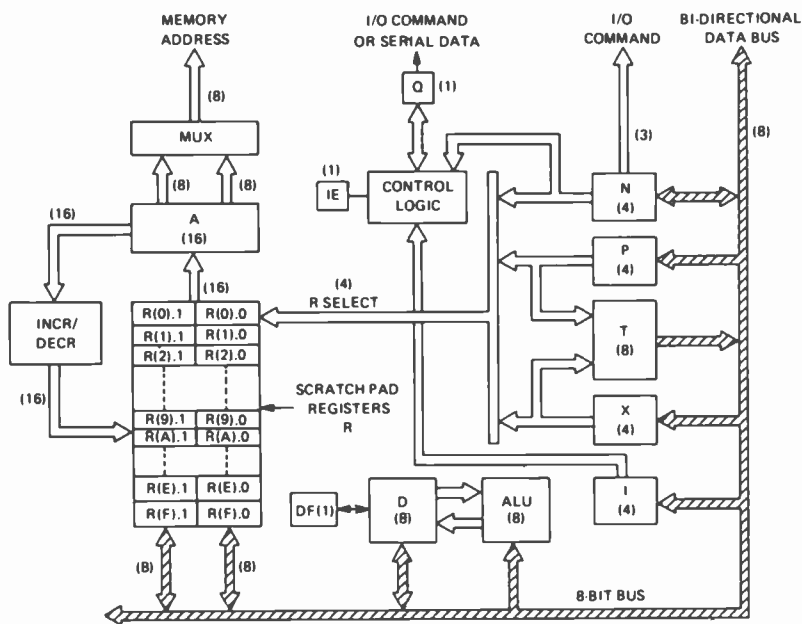 MEMORY
ADDRESS
I/O COMMAND
OR SERIAL DATA
I/O
COMMAND
BI-DIRECTIONAL
DATA BUS
(8)
MUX
(8)
(8)
Q
(1)
(3)
(8)
(1)
IE
CONTROL
LOGIC
N
(4)
A
(16)
(16)
(16)
P
(4)
(4)
R SELECT
T
(8)
INCR/
DECR
R(0).1 R(0).0
R(1).1 R(1).0
R(2).1 R(2).0
SCRATCH PAD
REGISTERS
R
(16)
R(9).1 R(9).0
R(A).1 R(A).0
X
(4)
R(E).1 R(E).0
R(F).1 R(F).0
DF(1)
D
(8)
ALU
(8)
I
(4)
(8)
(8)
8-BIT BUS